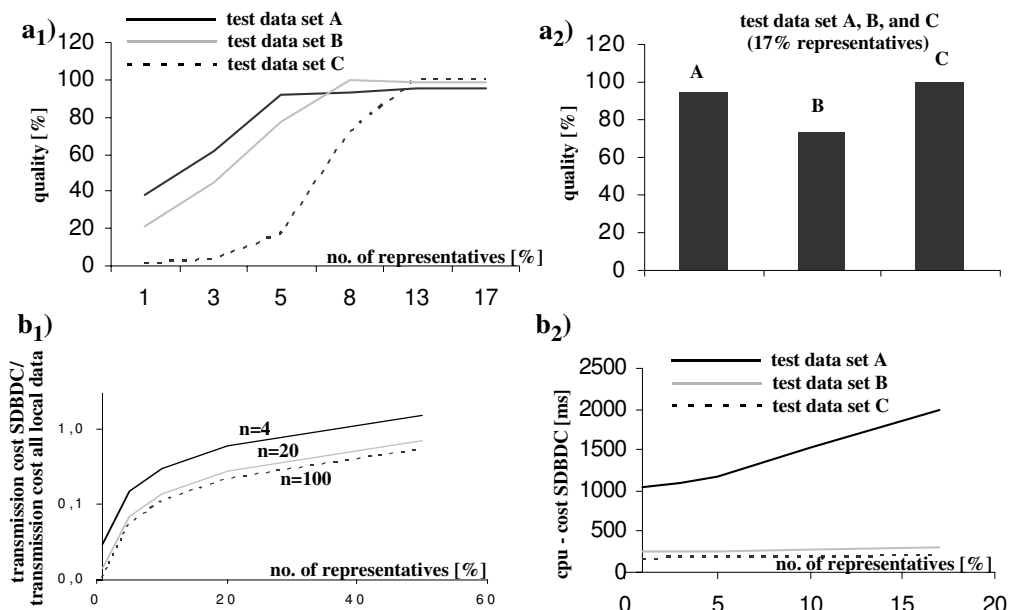 a1)
test data set A
test data set B
test data set C
120
100
80
60
40
20
0
quality [%]
no. of representatives [%]
1 3 5 8 13 17
a2)
test data set A, B, and C
(17% representatives)
120
100
80
60
40
20
0
quality [%]
A
B
C
b1)
transmission cost SDBDC/
transmission cost all local data
1,0
0,1
0,0
n=4
n=20
n=100
no. of representatives [%]
0 20 40 60
b2)
test data set A
test data set B
test data set C
2500
2000
1500
1000
500
0
cpu - cost SDBDC [ms]
no. of representatives [%]
0 5 10 15 20